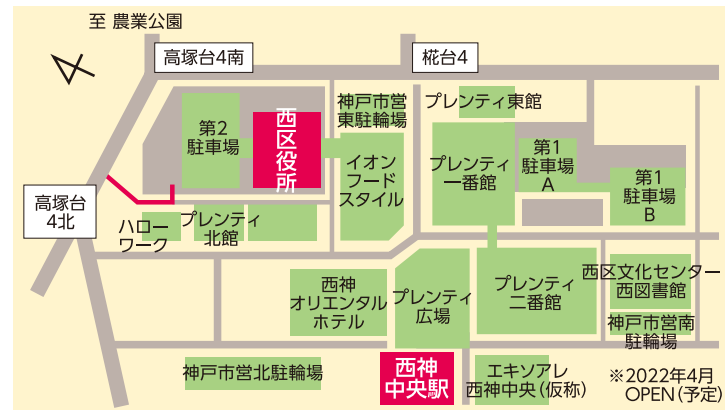 至 農業公園
高塚台4南
椛台4
神戸市営
東駐輪場
プレンティ東館
第2
駐車場
西区役所
イオン
フード
スタイル
プレンティ
一番館
第1
駐車場
A
第1
駐車場
B
高塚台
4北
ハロー
ワーク
プレンティ
北館
西神
オリエンタル
ホテル
プレンティ
広場
プレンティ
二番館
西区文化センター
西図書館
神戸市営南
駐輪場
神戸市営北駐輪場
西神
中央駅
エキソアレ
西神中央(仮称)
※2022年4月
OPEN(予定)